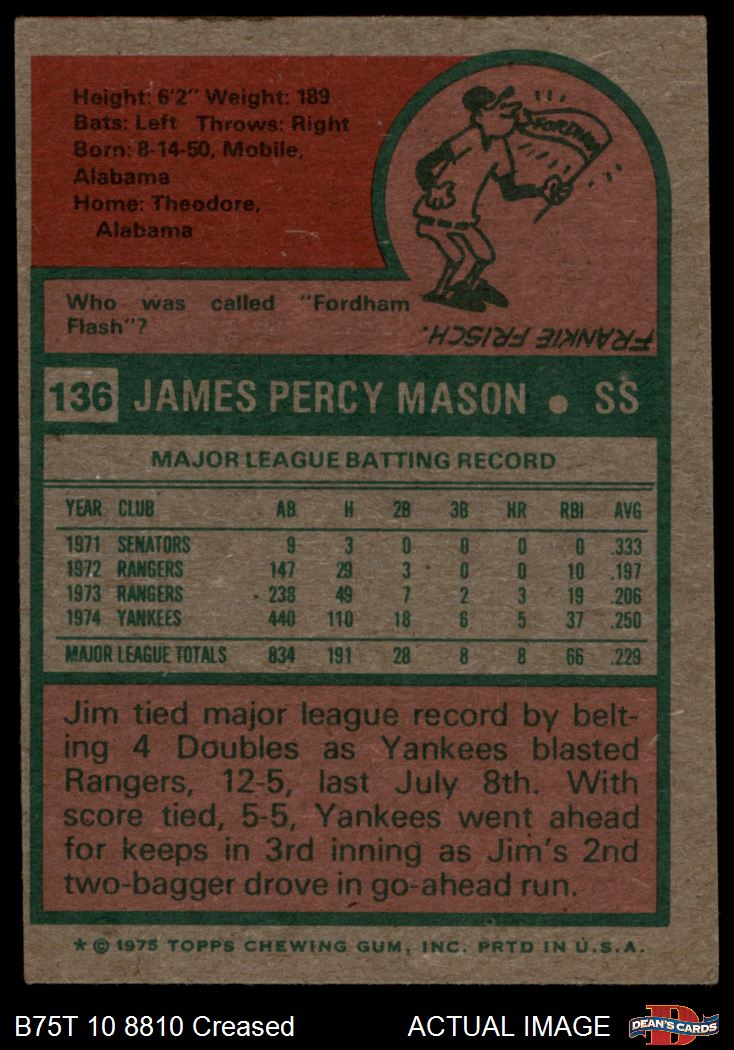 Height: 6'2" Weight: 189
Bats: Left Throws: Right
Born: 8-14-50, Mobile,
Alabama
Home: Theodore,
Alabama
FORDHAM
Who was called "Fordham
Flash"?
FRANKIE FRISCH.
136 JAMES PERCY MASON • SS
MAJOR LEAGUE BATTING RECORD
YEAR CLUB AB H 2B 3B HR RBI AVG
1971 SENATORS 9 3 0 0 0 0 .333
1972 RANGERS 147 29 3 0 0 10 .197
1973 RANGERS 238 49 7 2 3 19 .206
1974 YANKEES 440 110 18 6 5 37 .250
MAJOR LEAGUE TOTALS 834 191 28 8 8 66 .229
Jim tied major league record by belt-
ing 4 Doubles as Yankees blasted
Rangers, 12-5, last July 8th. With
score tied, 5-5, Yankees went ahead
for keeps in 3rd inning as Jim's 2nd
two-bagger drove in go-ahead run.
* © 1975 TOPPS CHEWING GUM, INC. PRTD IN U.S.A.
B75T 10 8810 Creased ACTUAL IMAGE D DEAN'S CARDS